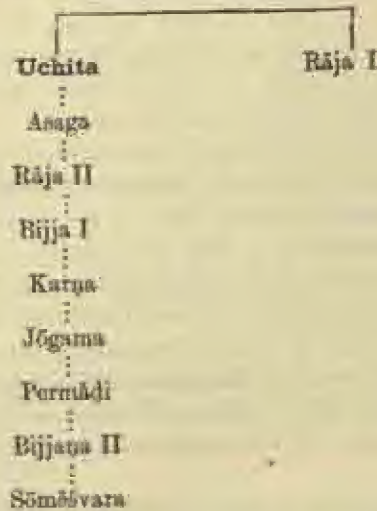 Uchita Rāja I
Asaga
Rāja II
Bijja I
Karṇa
Jōgama
Permāḍi
Bijjaṇa II
Sōmēśvara